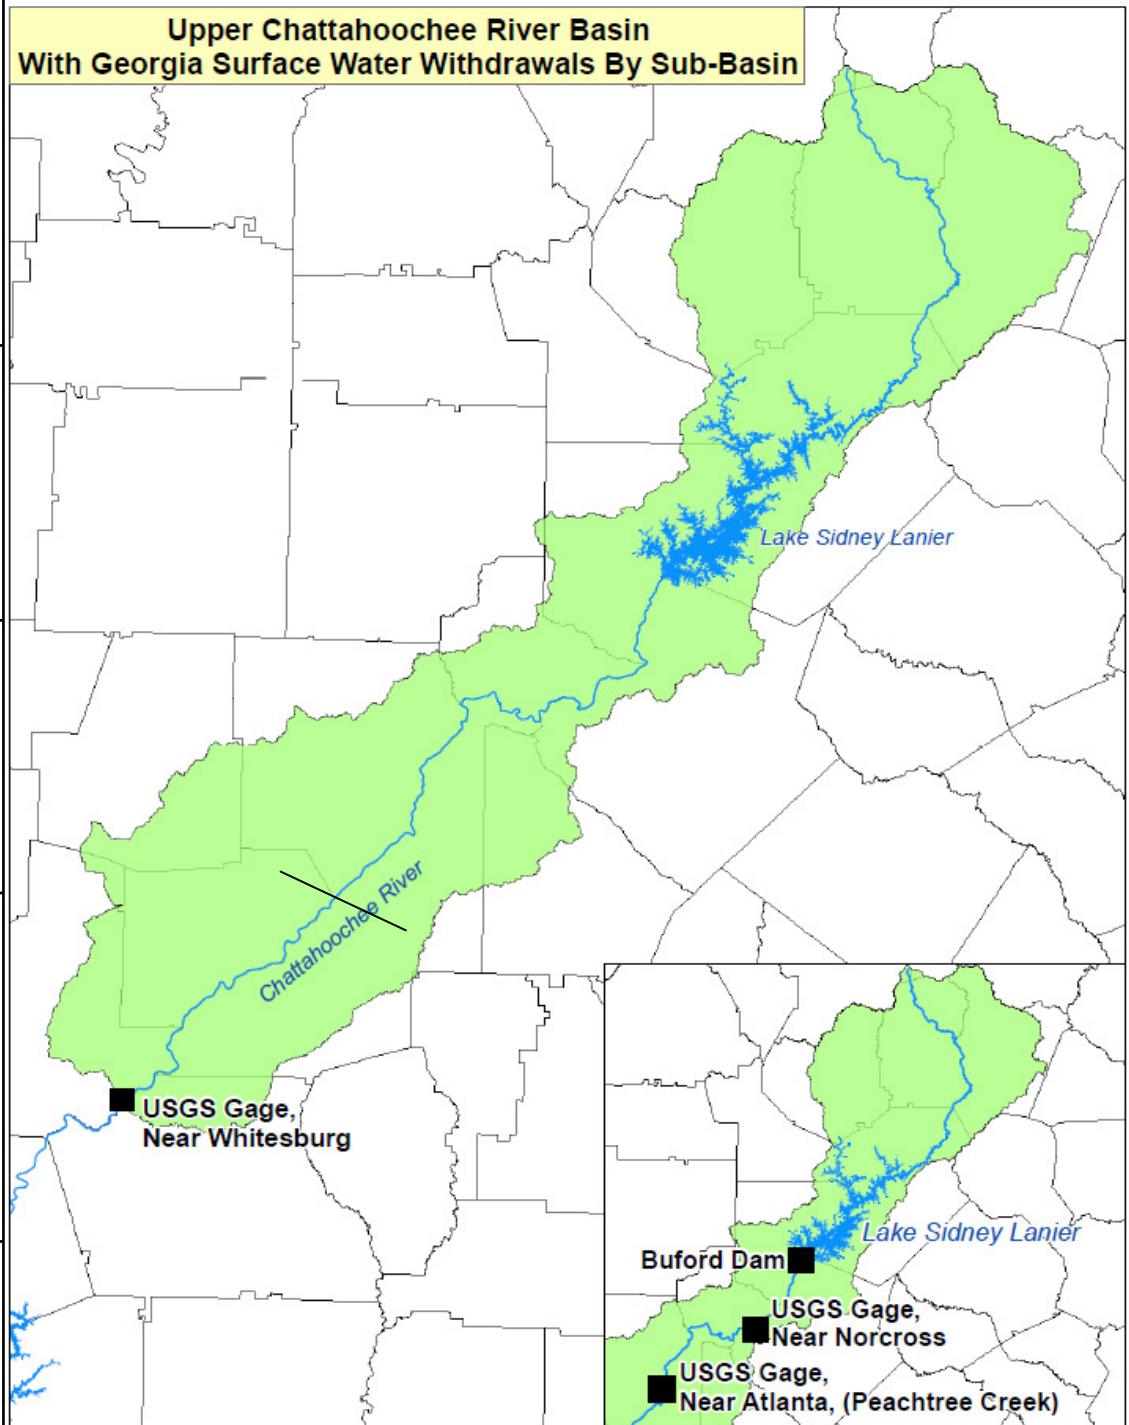 Upper Chattahoochee River Basin
With Georgia Surface Water Withdrawals By Sub-Basin
Lake Sidney Lanier
Chattahoochee River
USGS Gage,
Near Whitesburg
Lake Sidney Lanier
Buford Dam
USGS Gage,
Near Norcross
USGS Gage,
Near Atlanta, (Peachtree Creek)